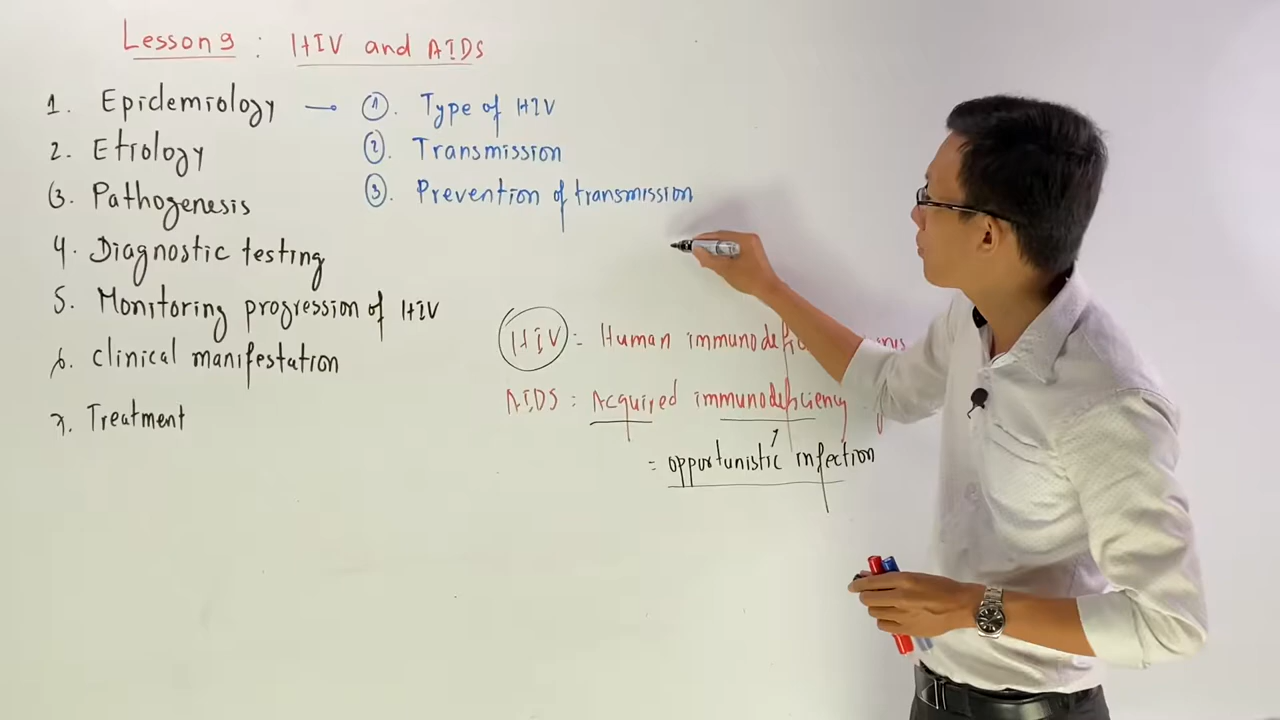 Lesson 9 : HIV and AIDS
1. Epidemiology — ①. Type of HIV
2. Etiology ②. Transmission
3. Pathogenesis ③. Prevention of transmission
4. Diagnostic testing
5. Monitoring progression of HIV
6. Clinical manifestation
7. Treatment
HIV = Human
AIDS : Acquired immunodeficiency
= opportunistic infection